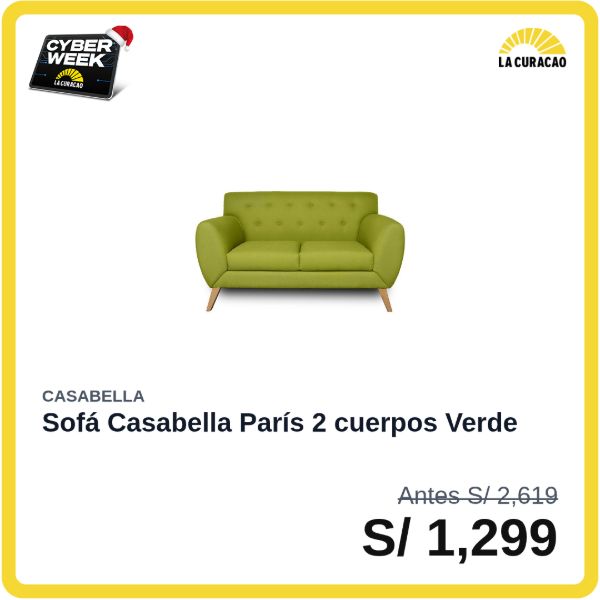 CYBER
WEEK
LA CURACAO
LA CURACAO
CASABELLA
Sofá Casabella París 2 cuerpos Verde
Antes S/ 2,619
S/ 1,299